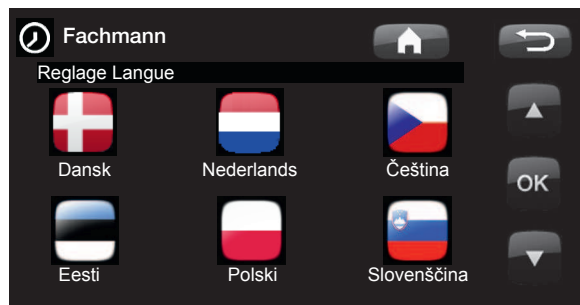 Fachmann
Reglage Langue
Dansk Nederlands Čeština
OK
Eesti Polski Slovenščina